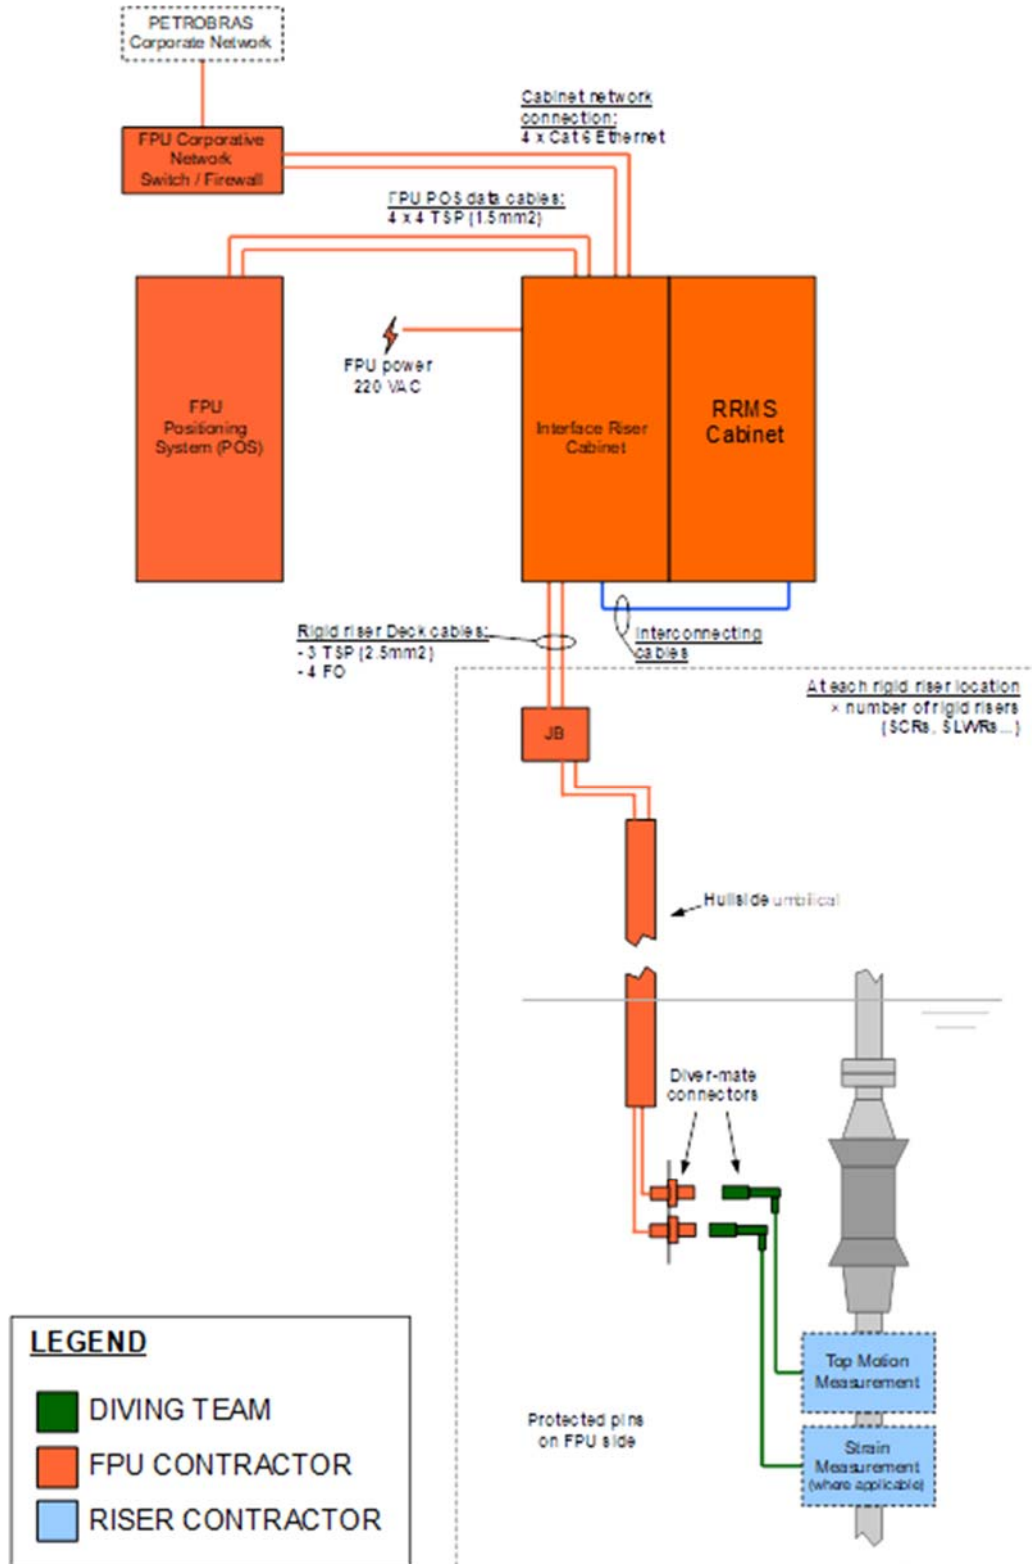 PETROBRAS
Corporate Network
FPU Corporative
Network
Switch / Firewall
Cabinet network
connection:
4 x Cat 6 Ethernet
FPU POS data cables:
4 x 4 TSP (1.5mm2)
FPU
Positioning
System (POS)
FPU power
220 VAC
Interface Riser
Cabinet
RRMS
Cabinet
Rigid riser Deck cables:
- 3 TSP (2.5mm2)
- 4 FO
Interconnecting
cables
At each rigid riser location
× number of rigid risers
(SCRs, SLWRs...)
JB
Hullside umbilical
Diver-mate
connectors
Top Motion
Measurement
Strain
Measurement
(where applicable)
Protected pins
on FPU side
LEGEND
DIVING TEAM
FPU CONTRACTOR
RISER CONTRACTOR